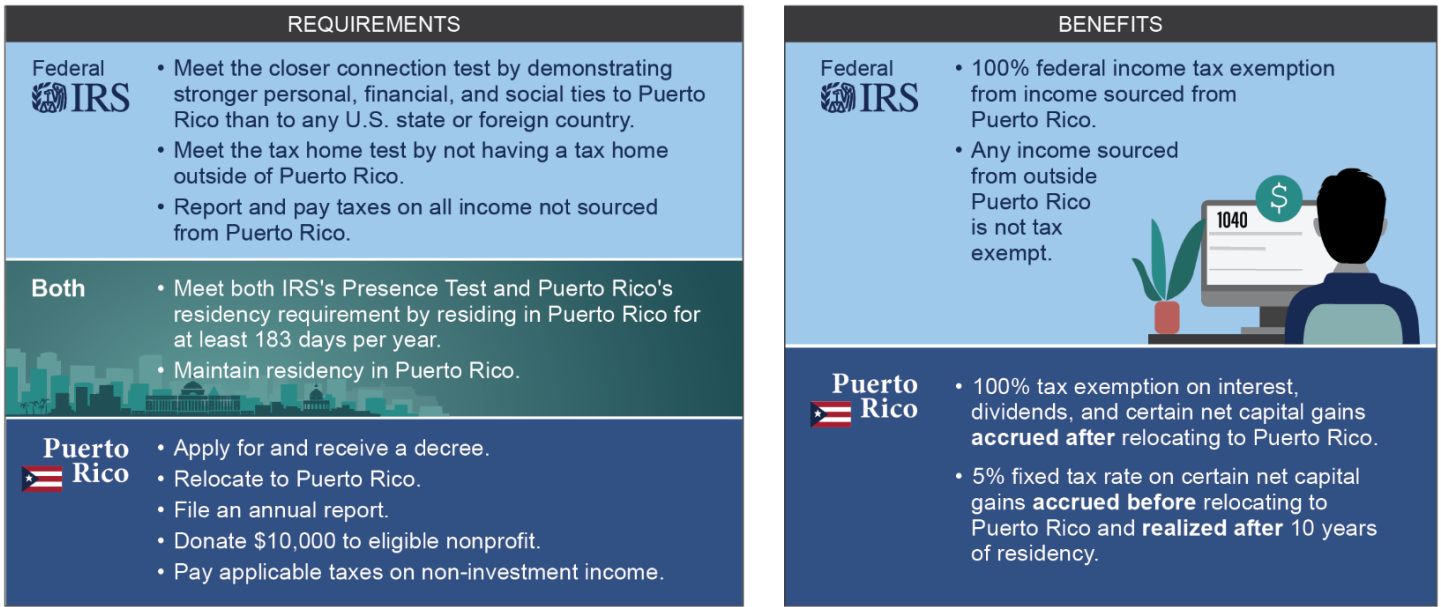 REQUIREMENTS
Federal
IRS
• Meet the closer connection test by demonstrating
stronger personal, financial, and social ties to Puerto
Rico than to any U.S. state or foreign country.
• Meet the tax home test by not having a tax home
outside of Puerto Rico.
• Report and pay taxes on all income not sourced
from Puerto Rico.
Both
• Meet both IRS's Presence Test and Puerto Rico's
residency requirement by residing in Puerto Rico for
at least 183 days per year.
• Maintain residency in Puerto Rico.
Puerto
Rico
• Apply for and receive a decree.
• Relocate to Puerto Rico.
• File an annual report.
• Donate $10,000 to eligible nonprofit.
• Pay applicable taxes on non-investment income.
BENEFITS
Federal
IRS
• 100% federal income tax exemption
from income sourced from
Puerto Rico.
• Any income sourced
from outside
Puerto Rico
is not tax
exempt.
$
1040
Puerto
Rico
• 100% tax exemption on interest,
dividends, and certain net capital gains
accrued after relocating to Puerto Rico.
• 5% fixed tax rate on certain net capital
gains accrued before relocating to
Puerto Rico and realized after 10 years
of residency.